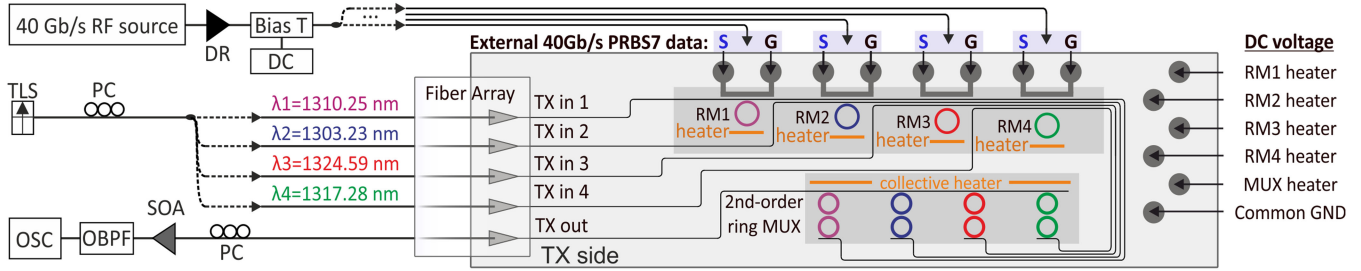 40 Gb/s RF source
DR
Bias T
DC
...
External 40Gb/s PRBS7 data:
S G S G S G S G
DC voltage
RM1 heater
RM2 heater
RM3 heater
RM4 heater
MUX heater
Common GND
TLS
PC
λ1=1310.25 nm
λ2=1303.23 nm
λ3=1324.59 nm
λ4=1317.28 nm
Fiber Array
TX in 1
TX in 2
TX in 3
TX in 4
TX out
RM1
heater
RM2
heater
RM3
heater
RM4
heater
collective heater
2nd-order
ring MUX
OSC
OBPF
SOA
PC
TX side